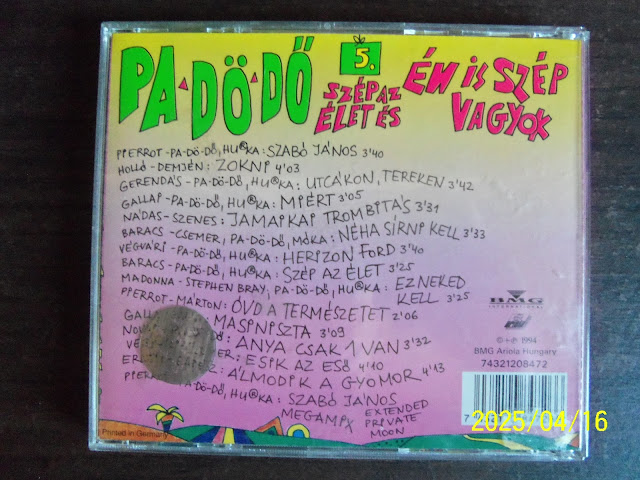 PA-DÖ-DŐ
5.
SZÉP AZ
ÉLET ÉS
ÉN IS SZÉP
VAGYOK
PIERROT-PA-DÖ-DŐ, HU®KA: SZABÓ JÁNOS 3'40
HOLLÓ-DEMJÉN: ZOKNI 4'03
GERENDÁS-PA-DÖ-DŐ, HU®KA: UTCÁKON, TEREKEN 3'42
GALLAI-PA-DÖ-DŐ, HU®KA: MIÉRT 3'05
NÁDAS-SZENES: JAMAIKAI TROMBITÁS 3'31
BARACS-CSEMER, PA-DÖ-DŐ, MÓKA: NÉHA SÍRNI KELL 3'33
VÉGVÁRI-PA-DÖ-DŐ, HU®KA: HERIZON FORD 3'40
BARACS-PA-DÖ-DŐ, HU®KA: SZÉP AZ ÉLET 3'25
MADONNA-STEPHEN BRAY, PA-DÖ-DŐ, HU®KA: EZ NEKED
KELL 3'25
PIERROT-MÁRTON: ÓVD A TERMÉSZETET 2'06
MASINISZTA 3'09
ANYA CSAK 1 VAN 3'32
ESIK AZ ESŐ 4'10
ÁLMODIK A GYOMOR 4'13
PA-DÖ-DŐ, HU®KA: SZABÓ JÁNOS
MEGAMIX EXTENDED
PRIVATE
MOON
BMG
INTERNATIONAL
©+℗ 1994
BMG Ariola Hungary
74321208472
Printed in Germany
2025/04/16